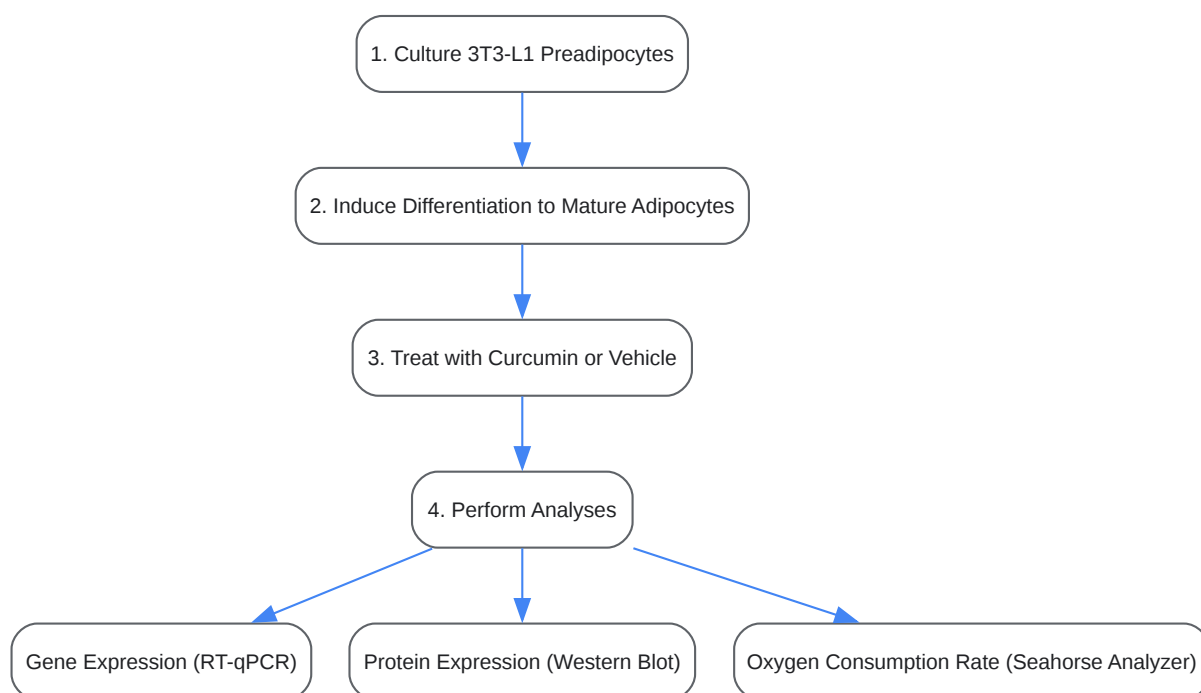 1. Culture 3T3-L1 Preadipocytes
2. Induce Differentiation to Mature Adipocytes
3. Treat with Curcumin or Vehicle
4. Perform Analyses
Gene Expression (RT-qPCR)
Protein Expression (Western Blot)
Oxygen Consumption Rate (Seahorse Analyzer)